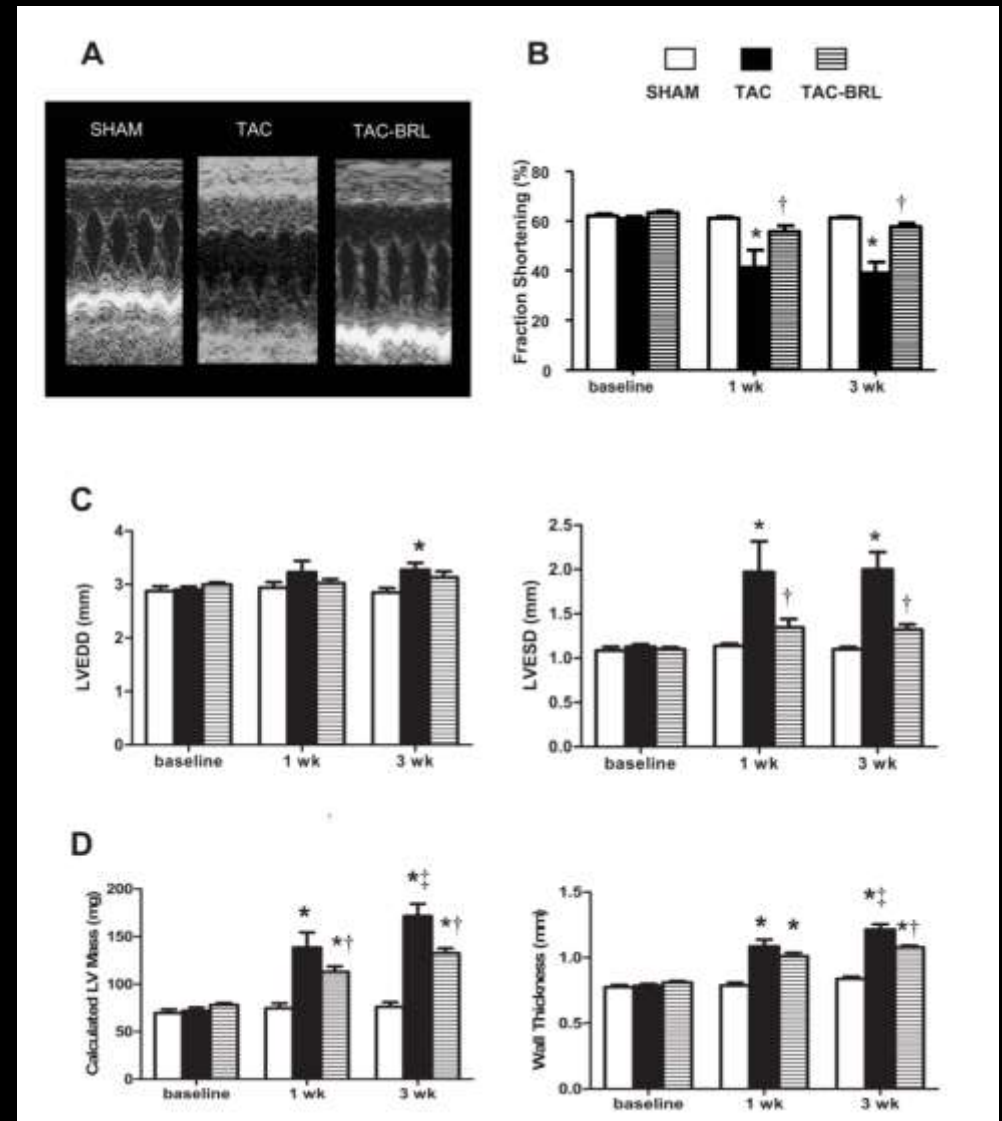 A
SHAM TAC TAC-BRL
B
SHAM TAC TAC-BRL
Fraction Shortening (%)
80
60
40
20
0
* † * †
baseline 1 wk 3 wk
C
LVEDD (mm)
4
3
2
1
0
*
baseline 1 wk 3 wk
LVESD (mm)
2.5
2.0
1.5
1.0
0.5
0.0
* † * †
baseline 1 wk 3 wk
D
Calculated LV Mass (mg)
200
150
100
50
0
* *† *‡ *†
baseline 1 wk 3 wk
Wall Thickness (mm)
1.5
1.0
0.5
0.0
* * *‡ *†
baseline 1 wk 3 wk